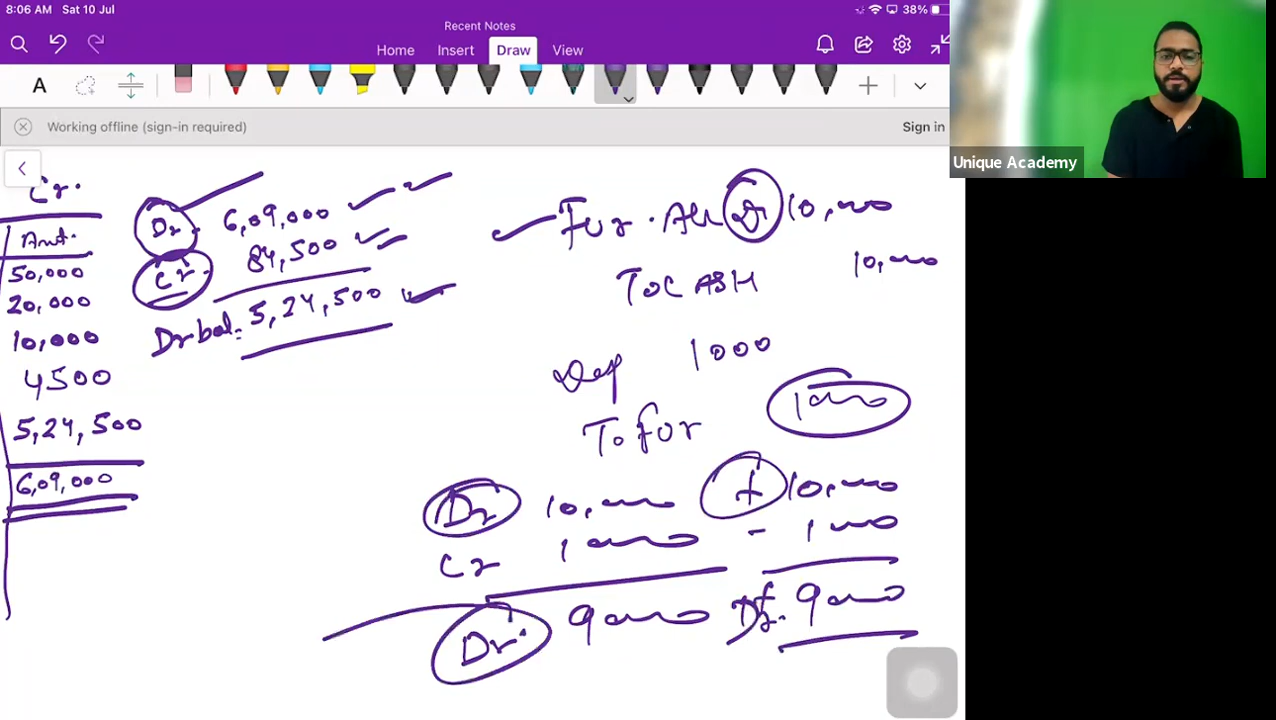 8:06 AM Sat 10 Jul
38%
Recent Notes
Home Insert Draw View
A
Working offline (sign-in required)
Sign in
Unique Academy
Cr.
Amt.
50,000
20,000
10,000
4500
5,24,500
6,09,000
Dr. 6,09,000
Cr. 84,500
Dr bal. 5,24,500
Fur. A/c Dr 10,000
To CASH 10,000
Dep 1000
To Fur 1000
Dr 10,000 + 10,000
Cr 1000 - 1000
Dr. 9000 Dr. 9000